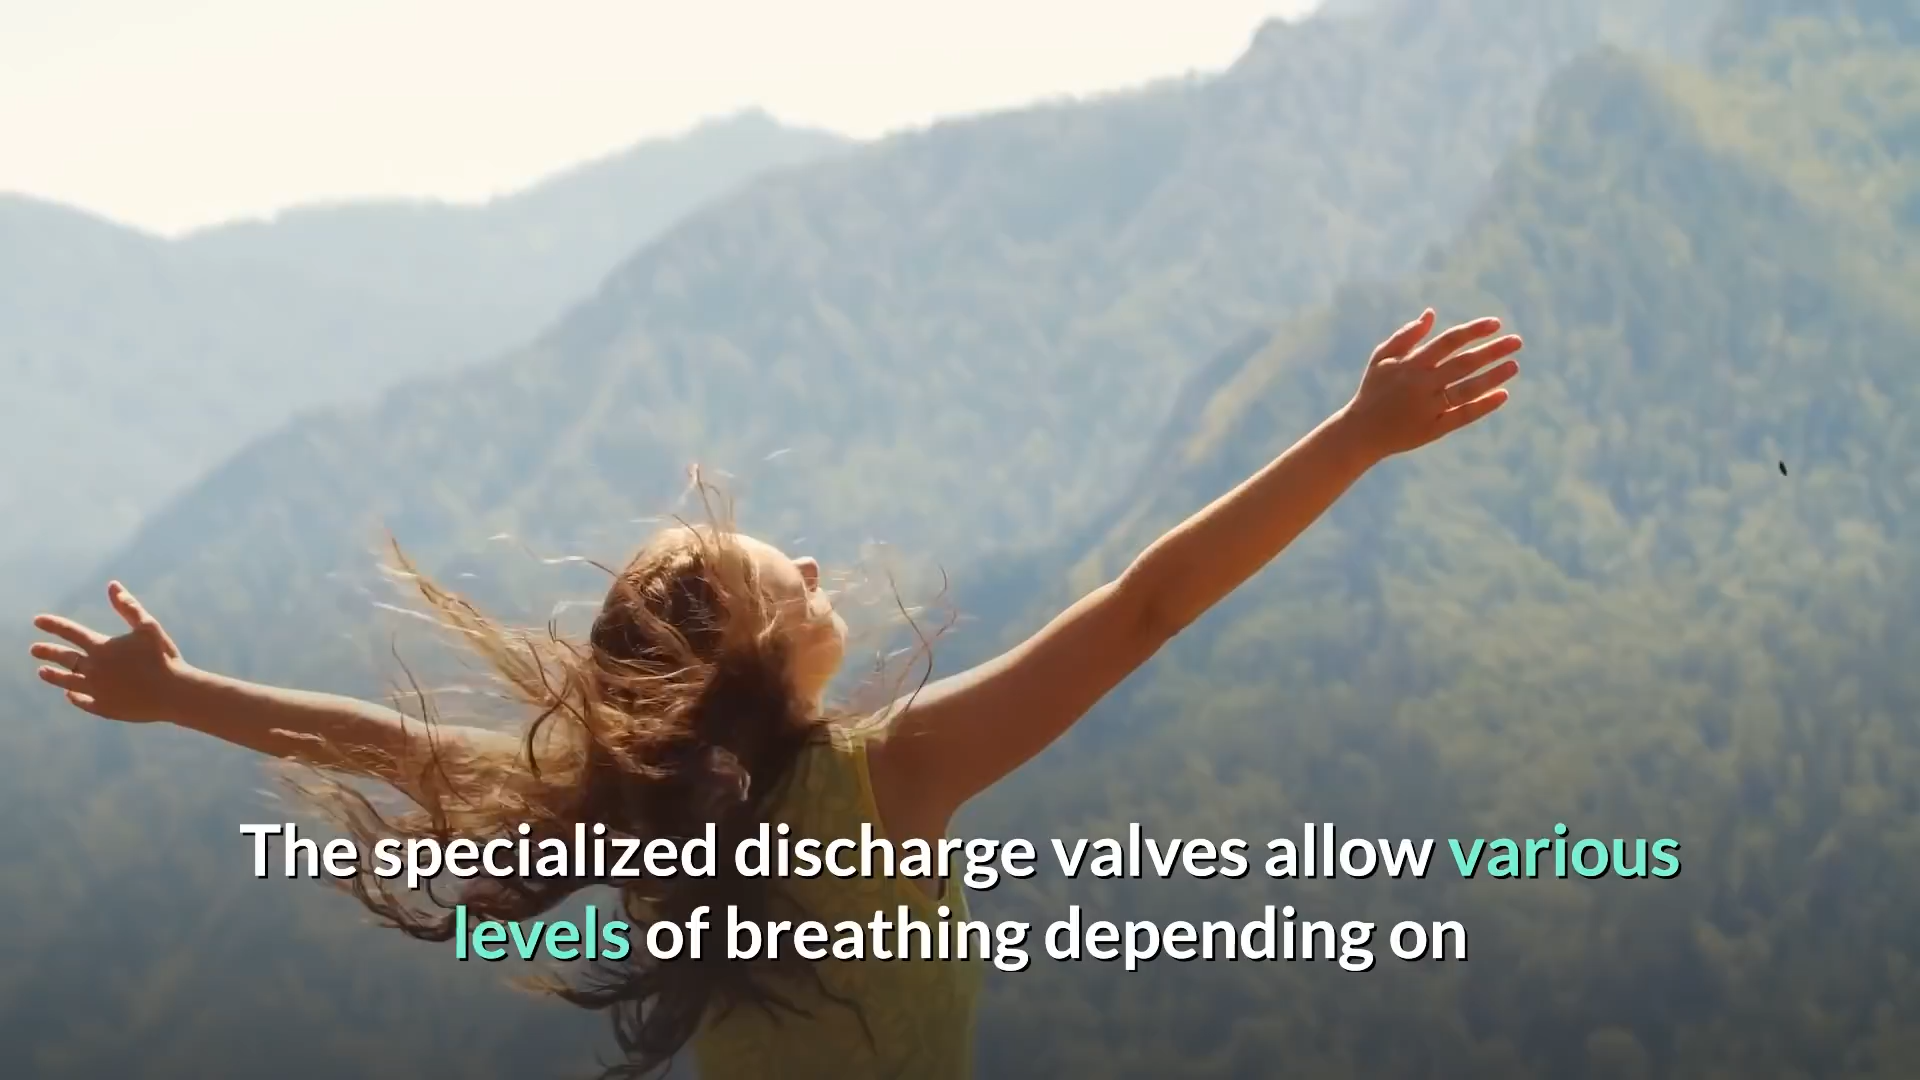 The specialized discharge valves allow various
levels of breathing depending on